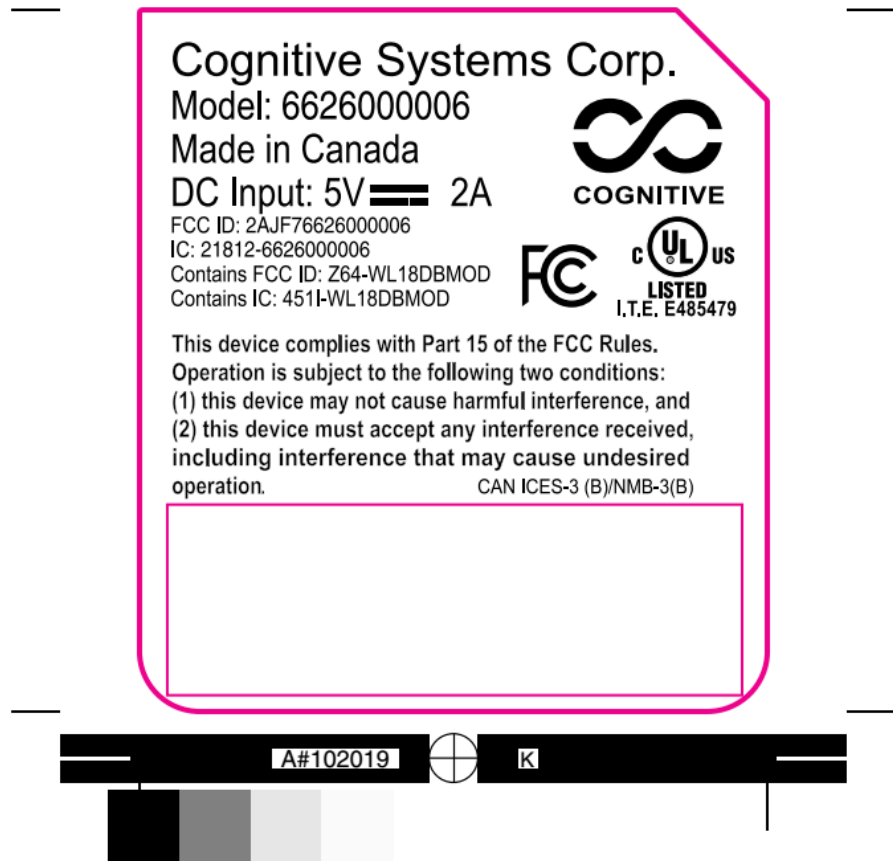 Cognitive Systems Corp.
Model: 6626000006
Made in Canada
DC Input: 5V 2A
COGNITIVE
FCC ID: 2AJF76626000006
IC: 21812-6626000006
Contains FCC ID: Z64-WL18DBMOD
Contains IC: 451I-WL18DBMOD
FC
C UL US
®
LISTED
I.T.E. E485479
This device complies with Part 15 of the FCC Rules.
Operation is subject to the following two conditions:
(1) this device may not cause harmful interference, and
(2) this device must accept any interference received,
including interference that may cause undesired
operation.
CAN ICES-3 (B)/NMB-3(B)
A#102019
K